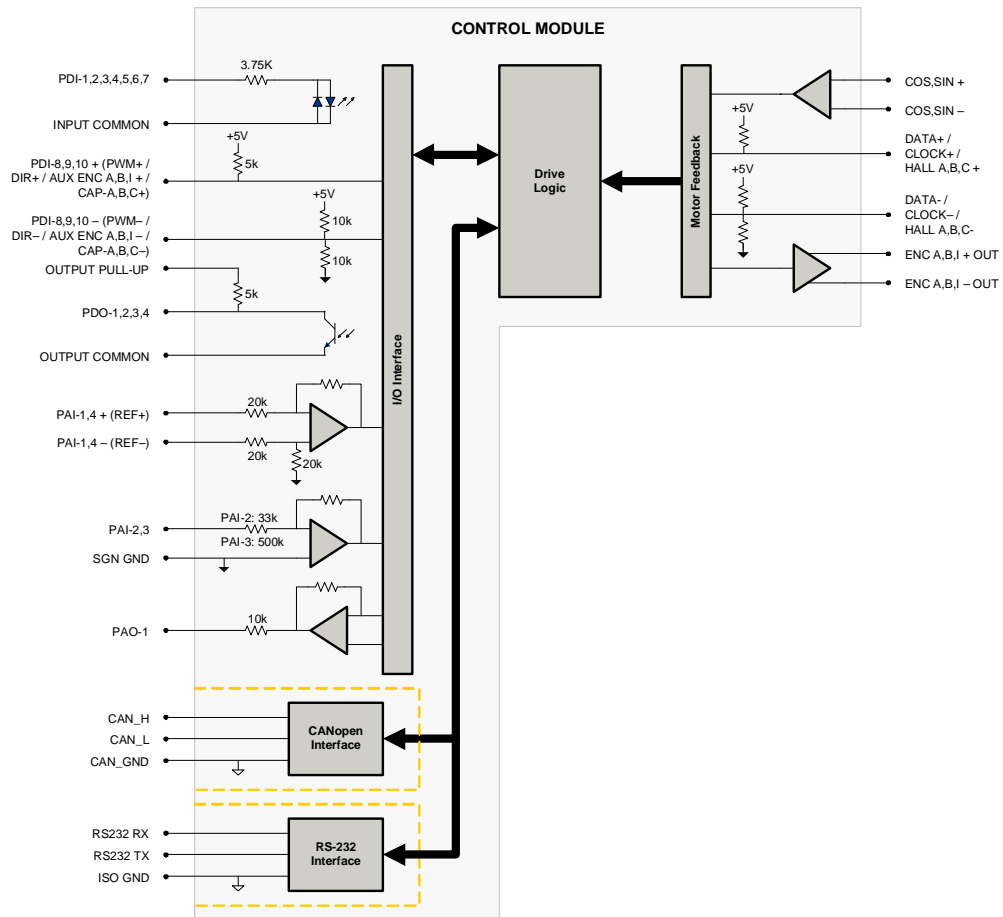 CONTROL MODULE
PDI-1,2,3,4,5,6,7
3.75K
INPUT COMMON
+5V
PDI-8,9,10 + (PWM+ /
DIR+ / AUX ENC A,B,I + /
CAP-A,B,C+)
5k
+5V
PDI-8,9,10 – (PWM– /
DIR– / AUX ENC A,B,I – /
CAP-A,B,C–)
10k
10k
OUTPUT PULL-UP
5k
PDO-1,2,3,4
OUTPUT COMMON
PAI-1,4 + (REF+)
20k
PAI-1,4 – (REF–)
20k
20k
PAI-2,3
PAI-2: 33k
PAI-3: 500k
SGN GND
PAO-1
10k
I/O Interface
Drive
Logic
Motor Feedback
COS,SIN +
COS,SIN –
+5V
DATA+ /
CLOCK+ /
HALL A,B,C +
+5V
DATA- /
CLOCK– /
HALL A,B,C-
ENC A,B,I + OUT
ENC A,B,I – OUT
CAN_H
CAN_L
CAN_GND
CANopen
Interface
RS232 RX
RS232 TX
ISO GND
RS-232
Interface